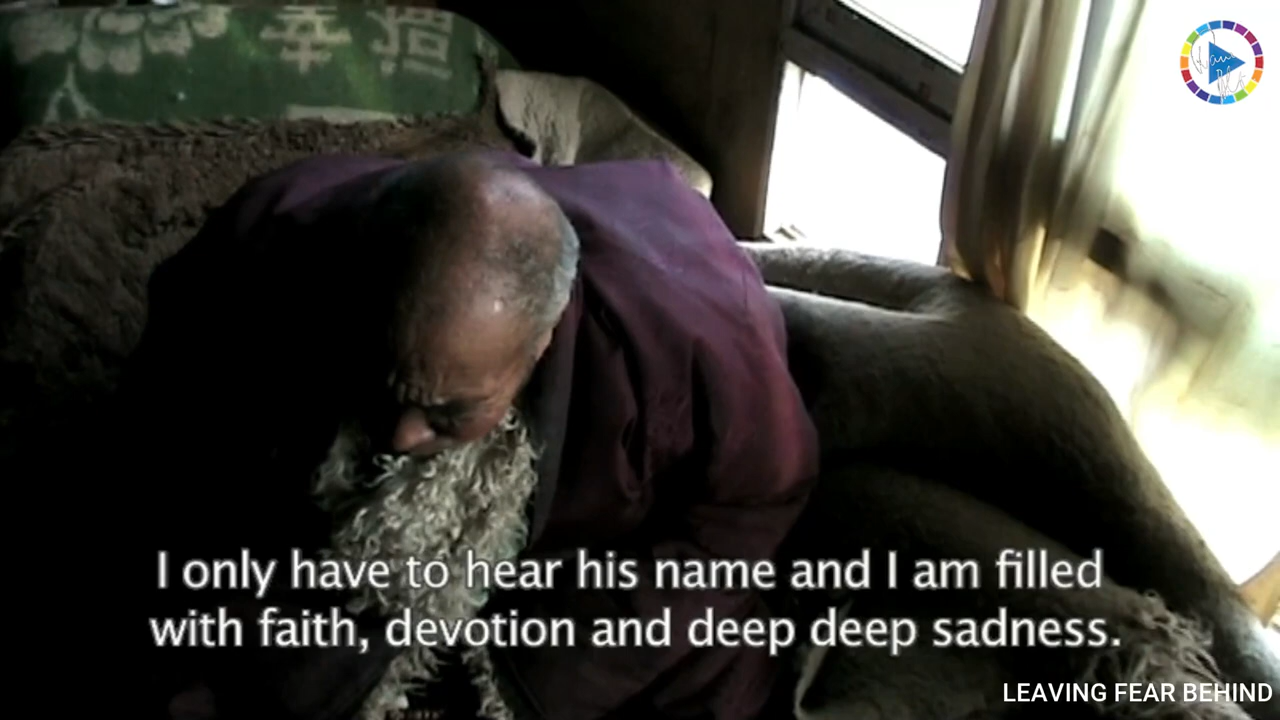 幸
I only have to hear his name and I am filled
with faith, devotion and deep deep sadness.
LEAVING FEAR BEHIND